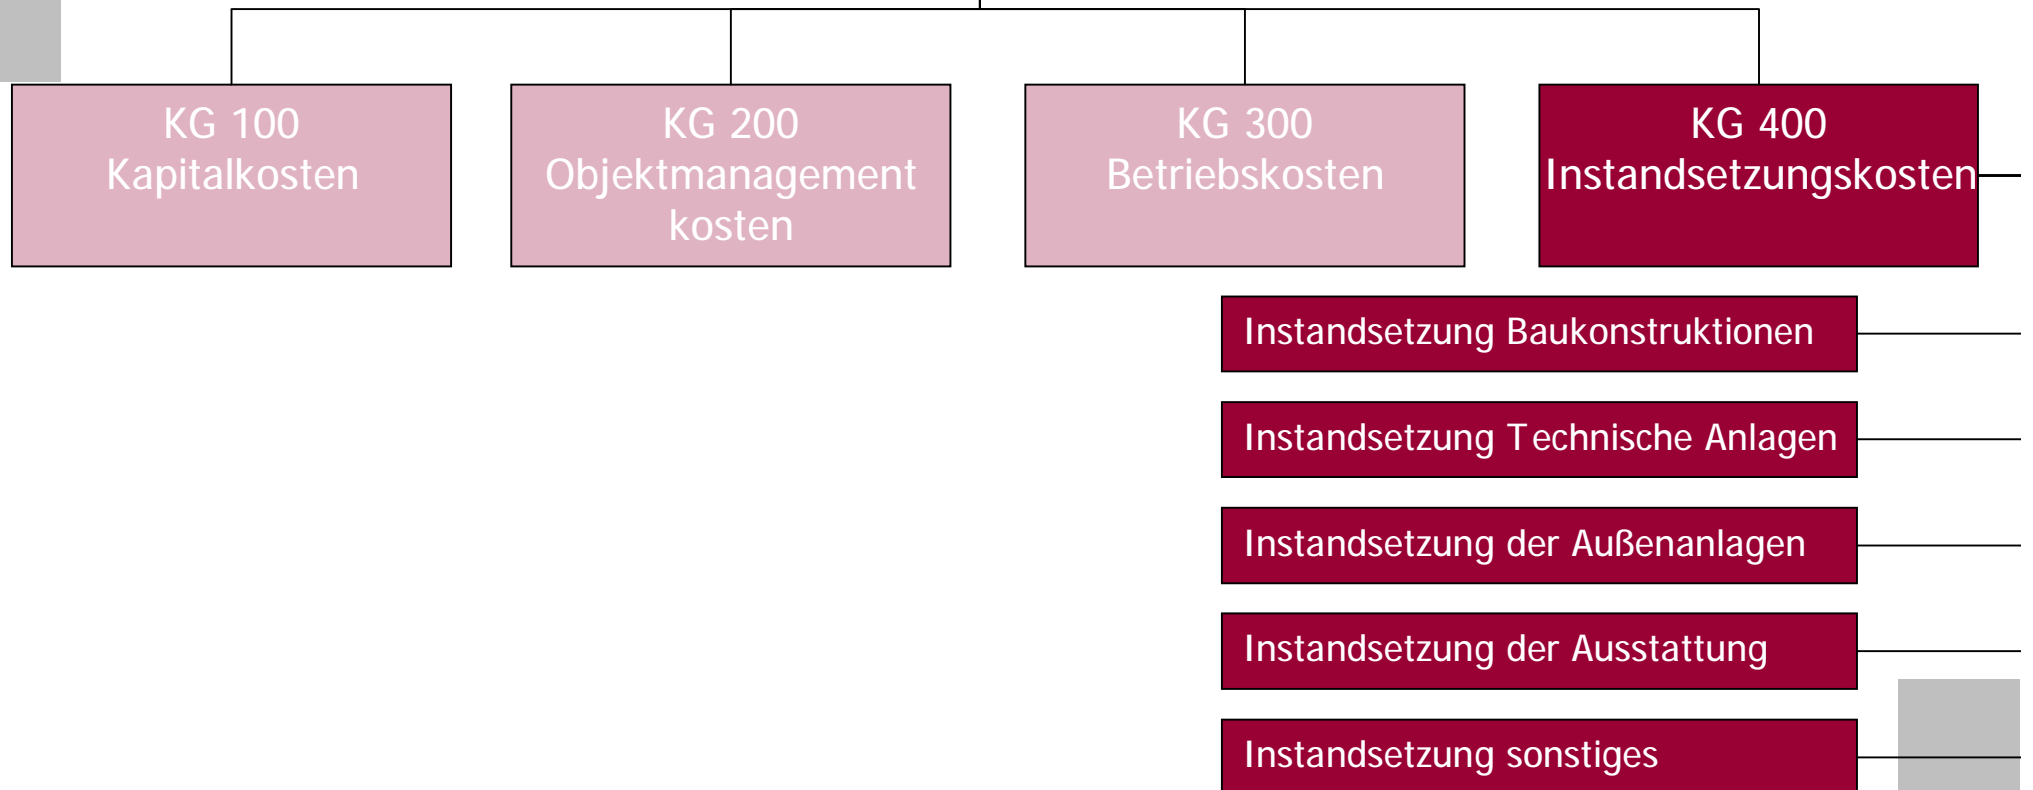 KG 100
Kapitalkosten
KG 200
Objektmanagement
kosten
KG 300
Betriebskosten
KG 400
Instandsetzungskosten
Instandsetzung Baukonstruktionen
Instandsetzung Technische Anlagen
Instandsetzung der Außenanlagen
Instandsetzung der Ausstattung
Instandsetzung sonstiges